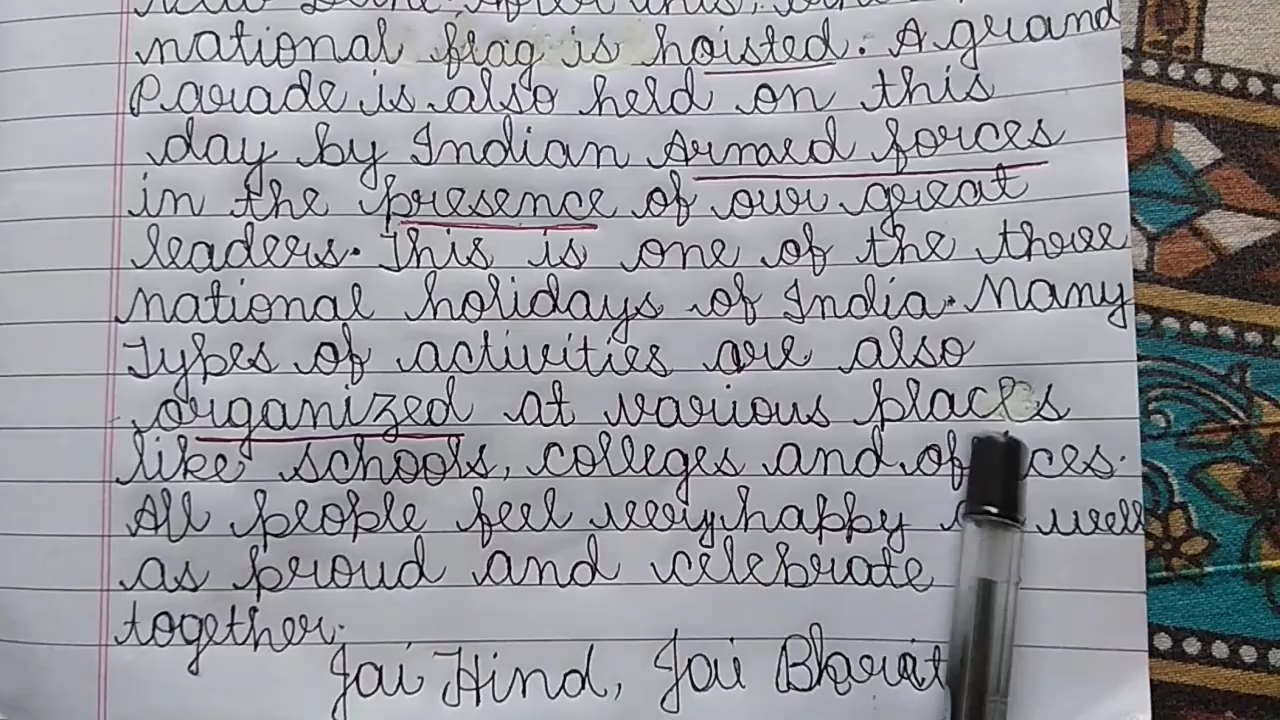 national flag is hoisted. A grand
Parade is also held on this
day by Indian Armed forces
in the presence of our great
leaders. This is one of the three
national holidays of India. Many
Types of activities are also
organized at various places
like schools, colleges and
All people feel very happy well
as proud and celebrate
together.
Jai Hind, Jai Bharat